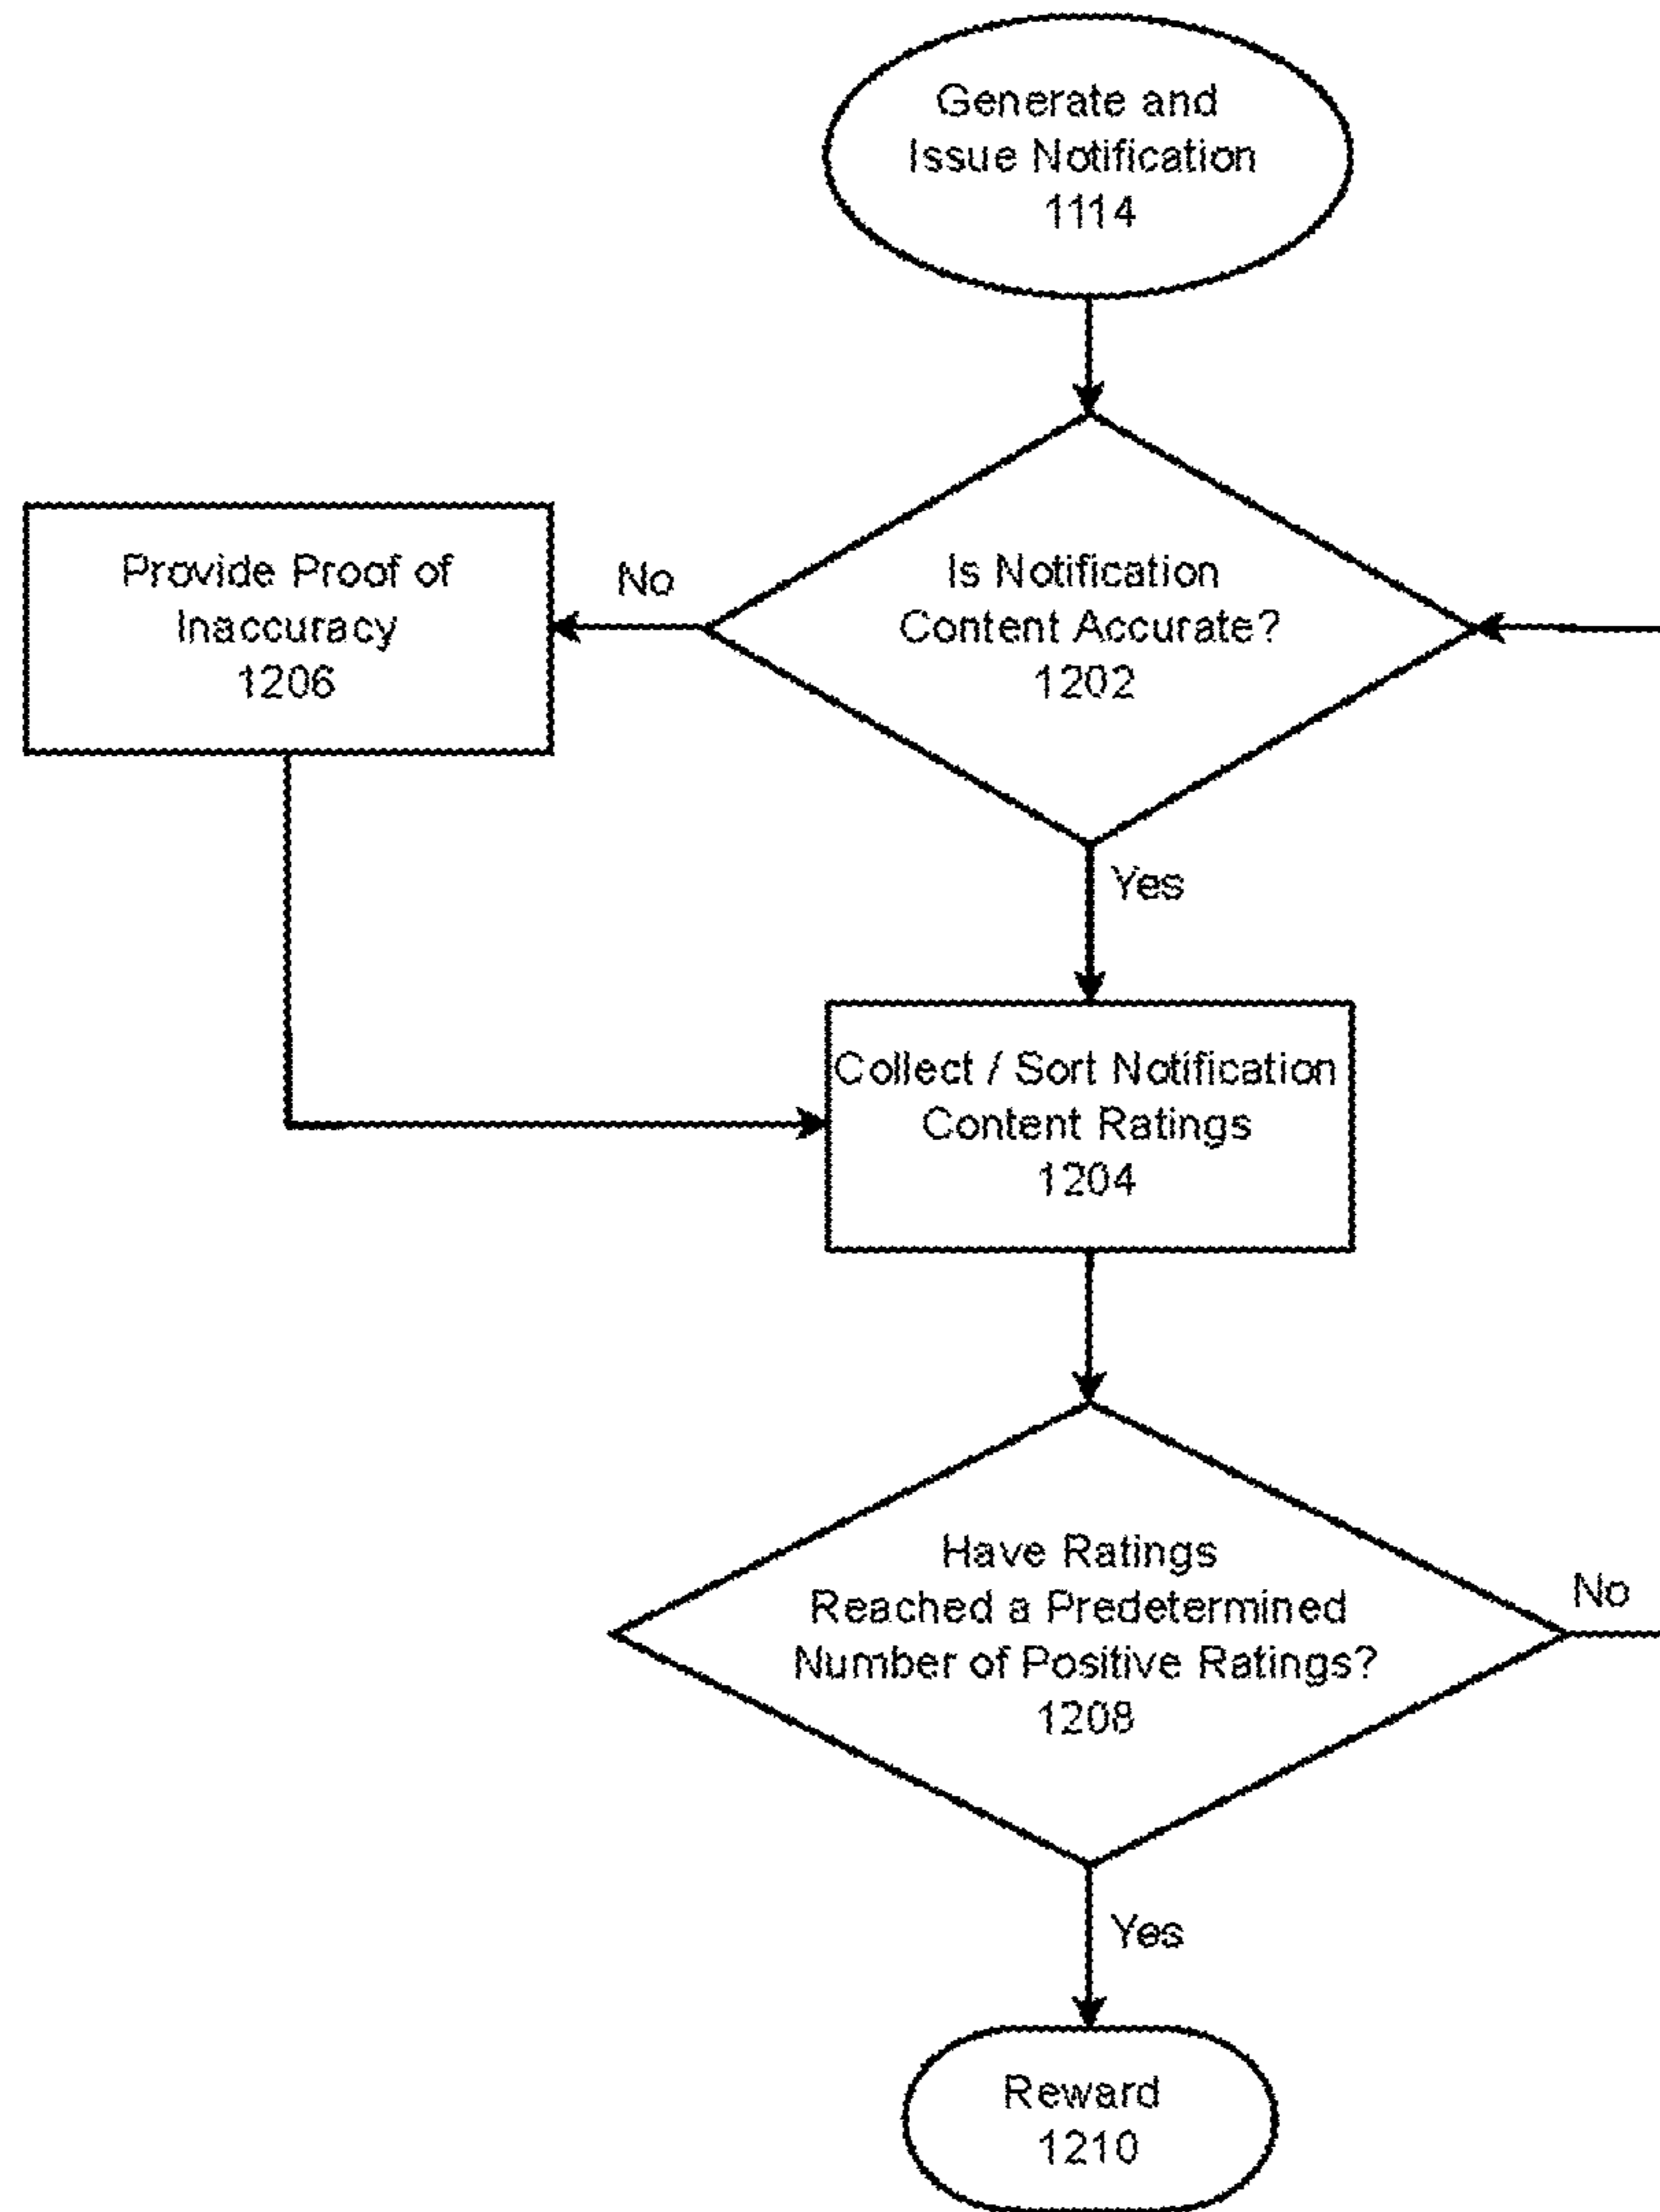 Generate and
Issue Notification
1114
Is Notification
Content Accurate?
1202
No
Provide Proof of
Inaccuracy
1206
Yes
Collect / Sort Notification
Content Ratings
1204
Have Ratings
Reached a Predetermined
Number of Positive Ratings?
1208
No
Yes
Reward
1210